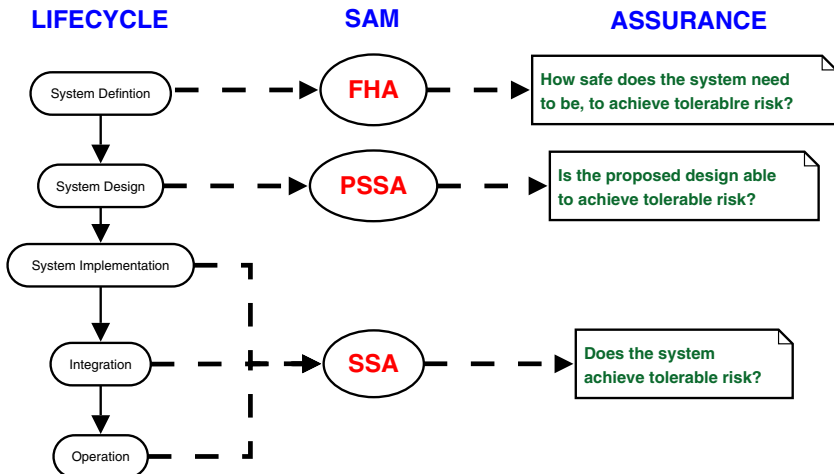 LIFECYCLE
SAM
ASSURANCE
System Defintion
FHA
How safe does the system need
to be, to achieve tolerablre risk?
System Design
PSSA
Is the proposed design able
to achieve tolerable risk?
System Implementation
Integration
SSA
Does the system
achieve tolerable risk?
Operation